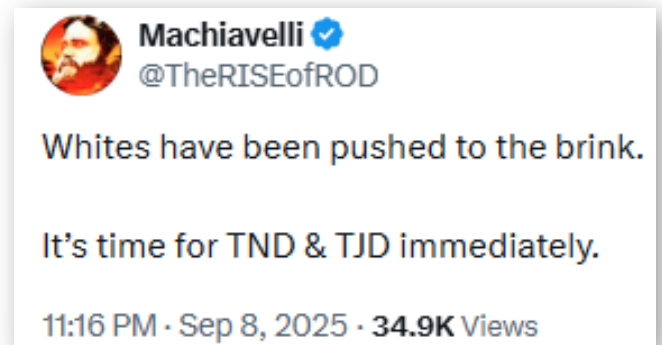 Machiavelli
@TheRISEofROD
Whites have been pushed to the brink.
It's time for TND & TJD immediately.
11:16 PM · Sep 8, 2025 · 34.9K Views